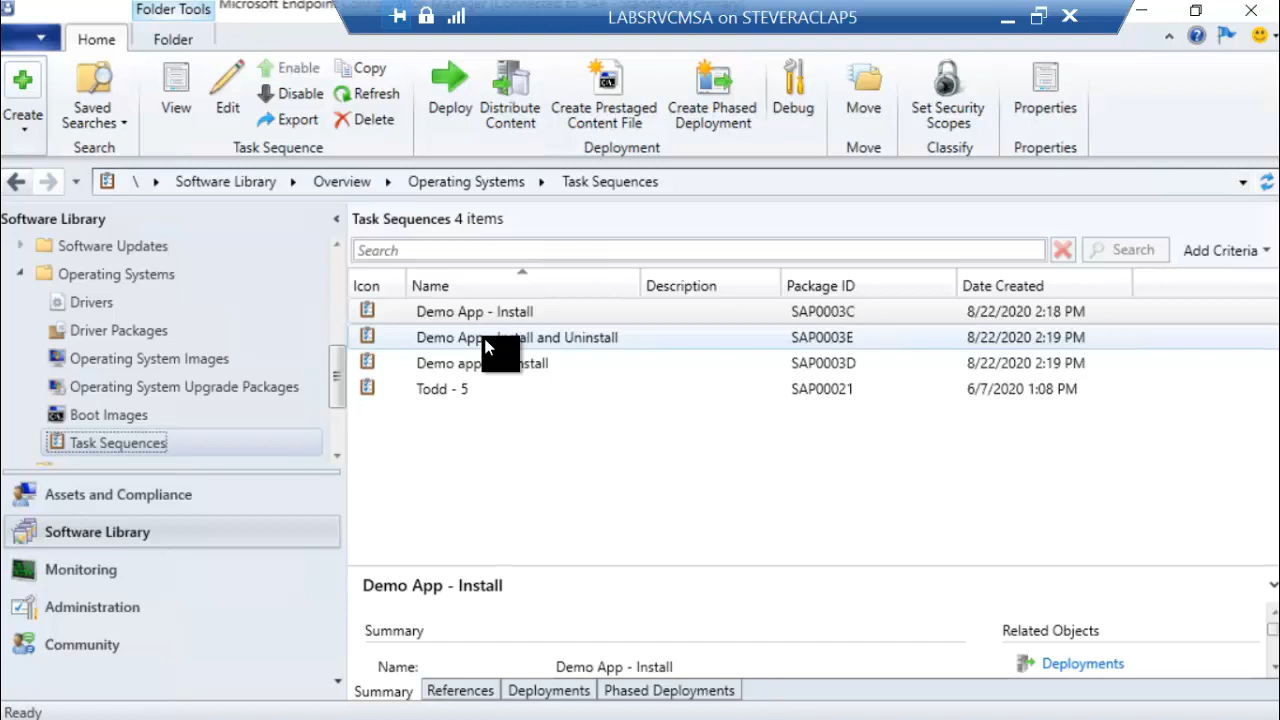 Folder Tools
LABSRVCMSA on STEVERACLAP5
Home
Folder
Create
Saved Searches
Search
View
Edit
Enable
Disable
Export
Copy
Refresh
Delete
Task Sequence
Deploy
Distribute Content
Create Prestaged Content File
Create Phased Deployment
Debug
Deployment
Move
Move
Set Security Scopes
Classify
Properties
Properties
\ Software Library Overview Operating Systems Task Sequences
Software Library
Software Updates
Operating Systems
Drivers
Driver Packages
Operating System Images
Operating System Upgrade Packages
Boot Images
Task Sequences
Assets and Compliance
Software Library
Monitoring
Administration
Community
Task Sequences 4 items
Search
Search
Add Criteria
Icon Name Description Package ID Date Created
Demo App - Install SAP0003C 8/22/2020 2:18 PM
Demo App and Uninstall SAP0003E 8/22/2020 2:19 PM
Demo app SAP0003D 8/22/2020 2:19 PM
Todd - 5 SAP00021 6/7/2020 1:08 PM
Demo App - Install
Summary
Name: Demo App - Install
Related Objects
Deployments
Summary References Deployments Phased Deployments
Ready